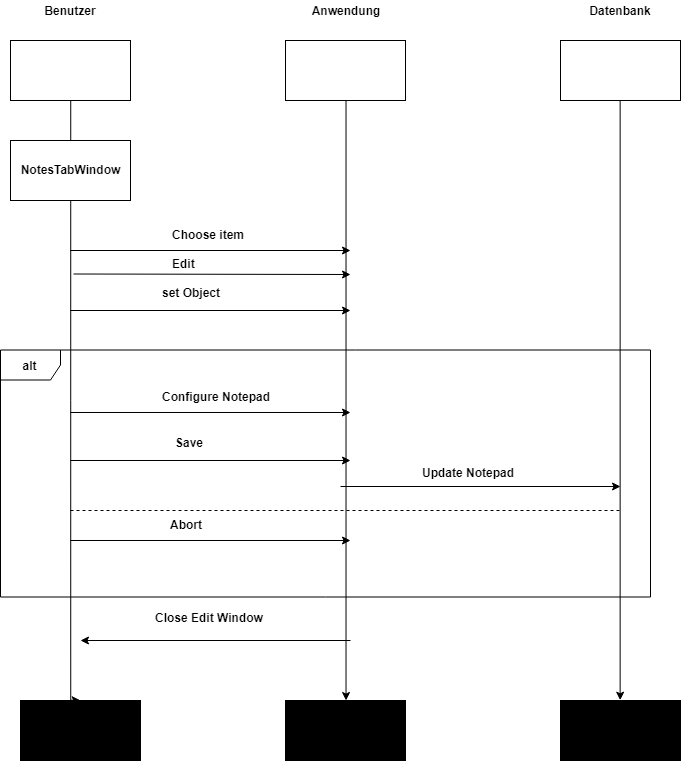 Benutzer
Anwendung
Datenbank
NotesTabWindow
Choose item
Edit
set Object
alt
Configure Notepad
Save
Update Notepad
Abort
Close Edit Window